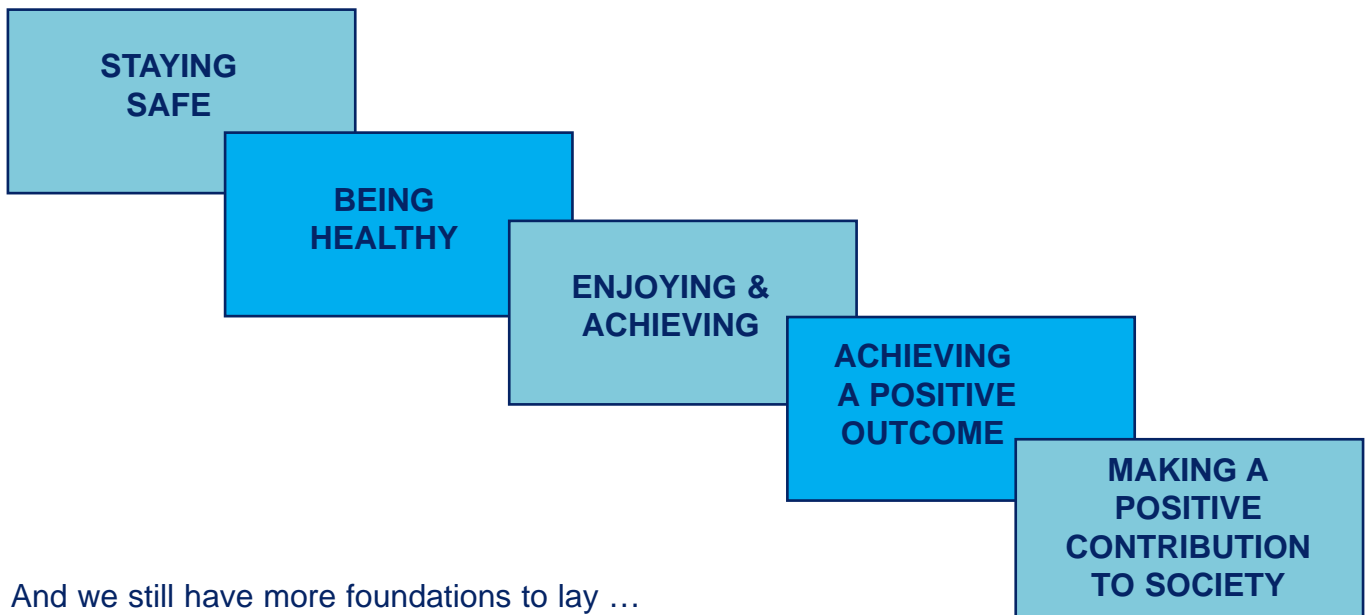 STAYING
SAFE
BEING
HEALTHY
ENJOYING &
ACHIEVING
ACHIEVING
A POSITIVE
OUTCOME
MAKING A
POSITIVE
CONTRIBUTION
TO SOCIETY
And we still have more foundations to lay …